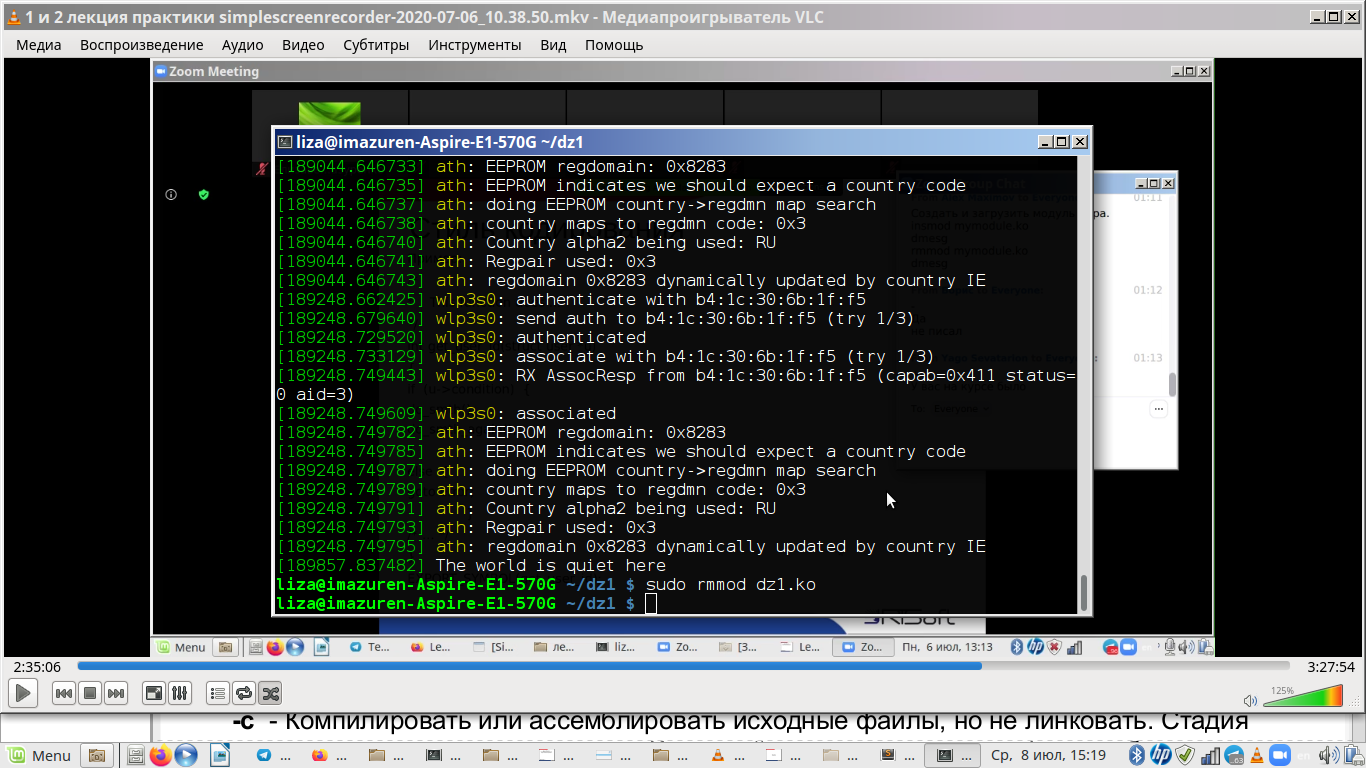 1 и 2 лекция практики simplescreenrecorder-2020-07-06_10.38.50.mkv - Медиапроигрыватель VLC
Медиа Воспроизведение Аудио Видео Субтитры Инструменты Вид Помощь
Zoom Meeting
liza@imazuren-Aspire-E1-570G ~/dz1
[189044.646733] ath: EEPROM regdomain: 0x8283
[189044.646735] ath: EEPROM indicates we should expect a country code
[189044.646737] ath: doing EEPROM country->regdmn map search
[189044.646738] ath: country maps to regdmn code: 0x3
[189044.646740] ath: Country alpha2 being used: RU
[189044.646741] ath: Regpair used: 0x3
[189044.646743] ath: regdomain 0x8283 dynamically updated by country IE
[189248.662425] wlp3s0: authenticate with b4:1c:30:6b:1f:f5
[189248.679640] wlp3s0: send auth to b4:1c:30:6b:1f:f5 (try 1/3)
[189248.729520] wlp3s0: authenticated
[189248.733129] wlp3s0: associate with b4:1c:30:6b:1f:f5 (try 1/3)
[189248.749443] wlp3s0: RX AssocResp from b4:1c:30:6b:1f:f5 (capab=0x411 status=
0 aid=3)
[189248.749609] wlp3s0: associated
[189248.749782] ath: EEPROM regdomain: 0x8283
[189248.749785] ath: EEPROM indicates we should expect a country code
[189248.749787] ath: doing EEPROM country->regdmn map search
[189248.749789] ath: country maps to regdmn code: 0x3
[189248.749791] ath: Country alpha2 being used: RU
[189248.749793] ath: Regpair used: 0x3
[189248.749795] ath: regdomain 0x8283 dynamically updated by country IE
[189857.837482] The world is quiet here
liza@imazuren-Aspire-E1-570G ~/dz1 $ sudo rmmod dz1.ko
liza@imazuren-Aspire-E1-570G ~/dz1 $
01:11
Создать и загрузить модуль
insmod mymodule.ko
dmesg
rmmod mymodule.ko
dmesg
01:12
не писал
01:13
Menu Te... Le... [Si... ле... liz... Zo... [З... Le... Zo... Пн, 6 июл, 13:13
2:35:06 3:27:54
125%
-c - Компилировать или ассемблировать исходные файлы, но не линковать. Стадия
Menu ... ... ... ... ... ... ... ... ... ... ... ... ... Ср, 8 июл, 15:19